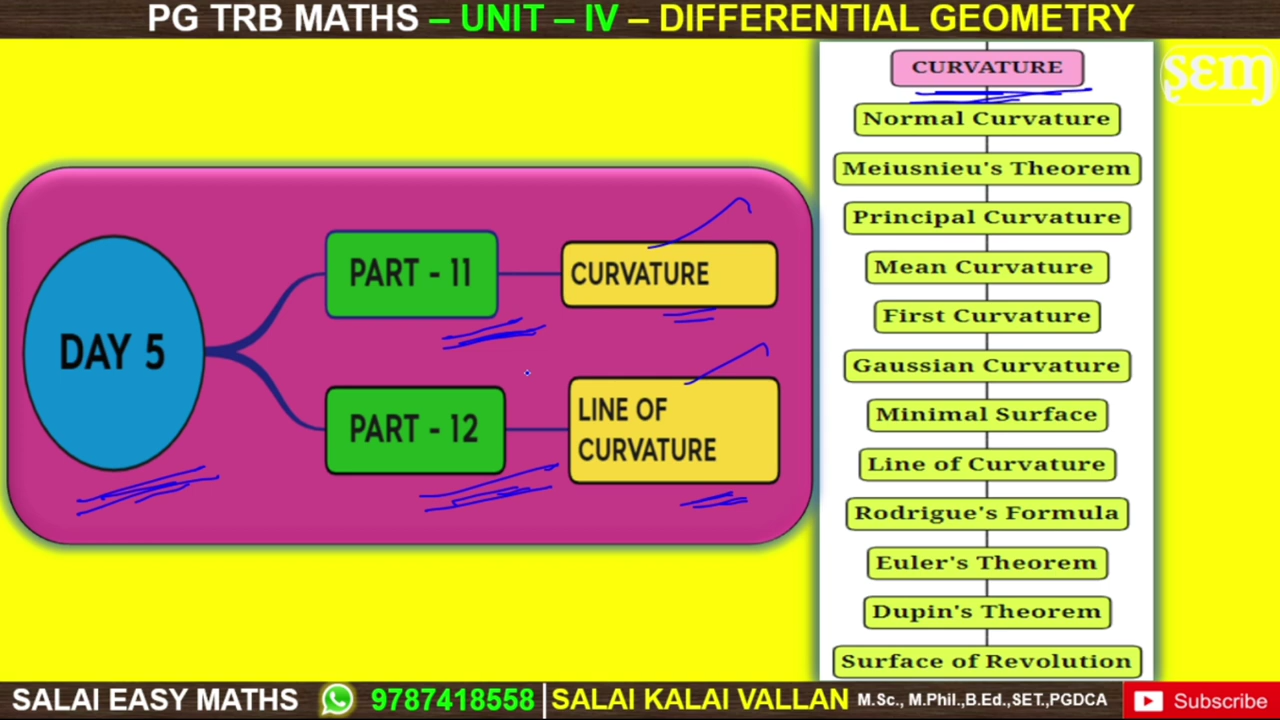 PG TRB MATHS – UNIT – IV – DIFFERENTIAL GEOMETRY
sem
DAY 5
PART - 11
CURVATURE
PART - 12
LINE OF
CURVATURE
CURVATURE
Normal Curvature
Meiusnieu's Theorem
Principal Curvature
Mean Curvature
First Curvature
Gaussian Curvature
Minimal Surface
Line of Curvature
Rodrigue's Formula
Euler's Theorem
Dupin's Theorem
Surface of Revolution
SALAI EASY MATHS 9787418558 | SALAI KALAI VALLAN M.Sc., M.Phil.,B.Ed.,SET.,PGDCA Subscribe